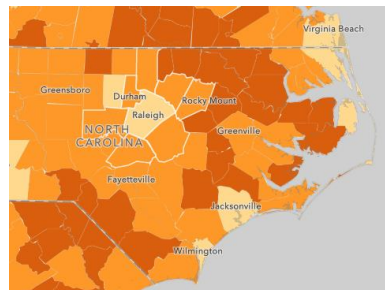 Virginia Beach
Greensboro
Durham
Rocky Mount
Raleigh
NORTH
CAROLINA
Greenville
Fayetteville
Jacksonville
Wilmington